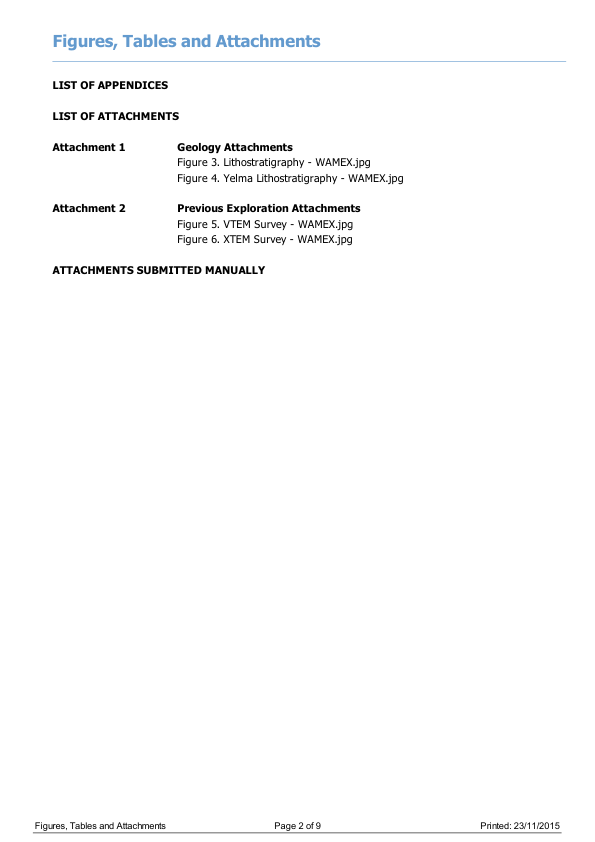 Figures, Tables and Attachments
LIST OF APPENDICES
LIST OF ATTACHMENTS
Attachment 1 Geology Attachments
Figure 3. Lithostratigraphy - WAMEX.jpg
Figure 4. Yelma Lithostratigraphy - WAMEX.jpg
Attachment 2 Previous Exploration Attachments
Figure 5. VTEM Survey - WAMEX.jpg
Figure 6. XTEM Survey - WAMEX.jpg
ATTACHMENTS SUBMITTED MANUALLY
Figures, Tables and Attachments Page 2 of 9 Printed: 23/11/2015